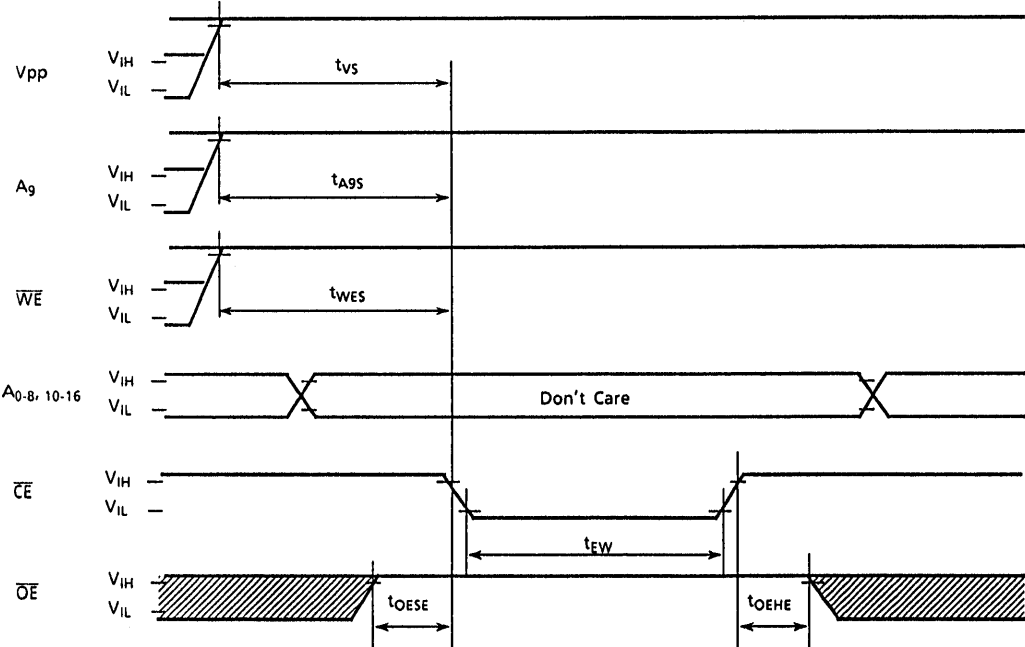 Vpp VIH VIL tVS
A9 VIH VIL tA9S
WE VIH VIL tWES
A0-8, 10-16 VIH VIL Don't Care
CE VIH VIL tEW
OE VIH VIL tOESE tOEHE